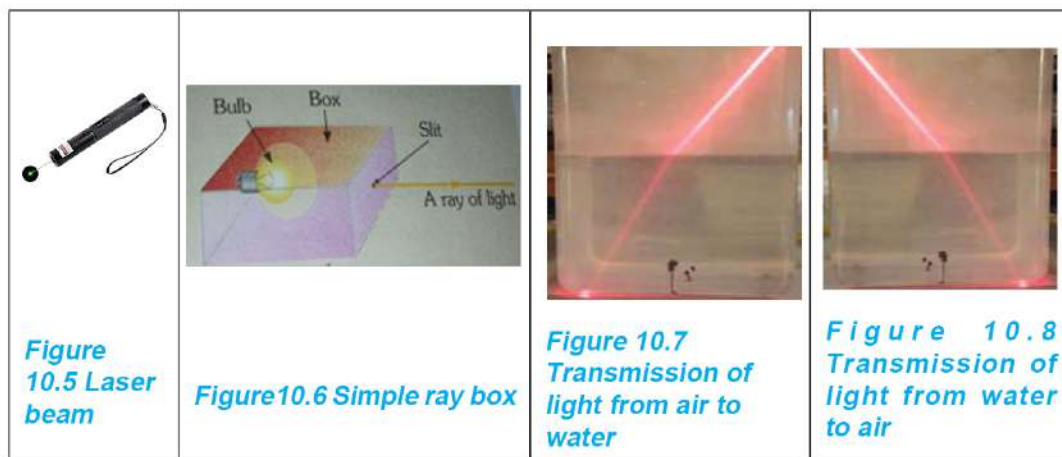 Bulb
Box
Slit
A ray of light
Figure
10.5 Laser
beam
Figure10.6 Simple ray box
Figure 10.7
Transmission of
light from air to
water
Figure 10.8
Transmission of
light from water
to air